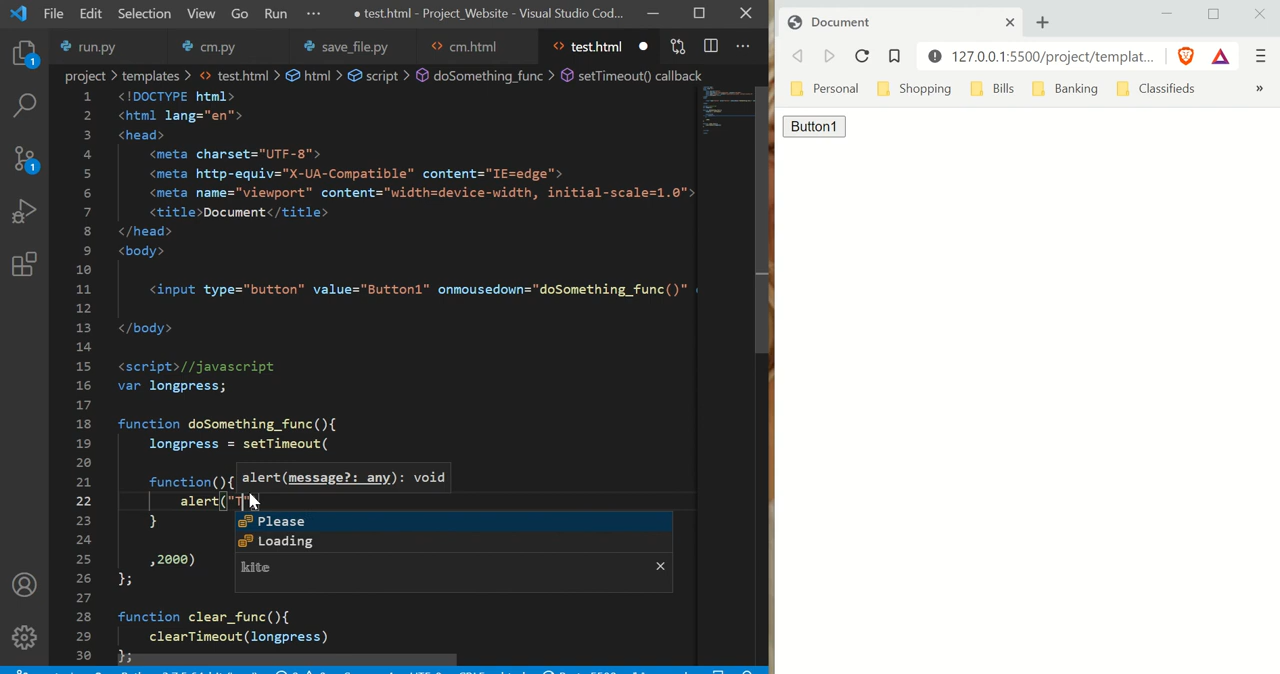 File Edit Selection View Go Run ··· ● test.html - Project_Website - Visual Studio Cod...
run.py cm.py save_file.py cm.html test.html
project > templates > test.html > html > script > doSomething_func > setTimeout() callback
1 <!DOCTYPE html>
2 <html lang="en">
3 <head>
4 <meta charset="UTF-8">
5 <meta http-equiv="X-UA-Compatible" content="IE=edge">
6 <meta name="viewport" content="width=device-width, initial-scale=1.0">
7 <title>Document</title>
8 </head>
9 <body>
10
11 <input type="button" value="Button1" onmousedown="doSomething_func()"
12
13 </body>
14
15 <script>//javascript
16 var longpress;
17
18 function doSomething_func(){
19 longpress = setTimeout(
20
21 function(){
alert(message?: any): void
22 alert("T"
23 }
Please
24
Loading
25 ,2000)
kite
26 };
27
28 function clear_func(){
29 clearTimeout(longpress)
30 };
1
1
Document
127.0.0.1:5500/project/templat...
Personal Shopping Bills Banking Classifieds »
Button1